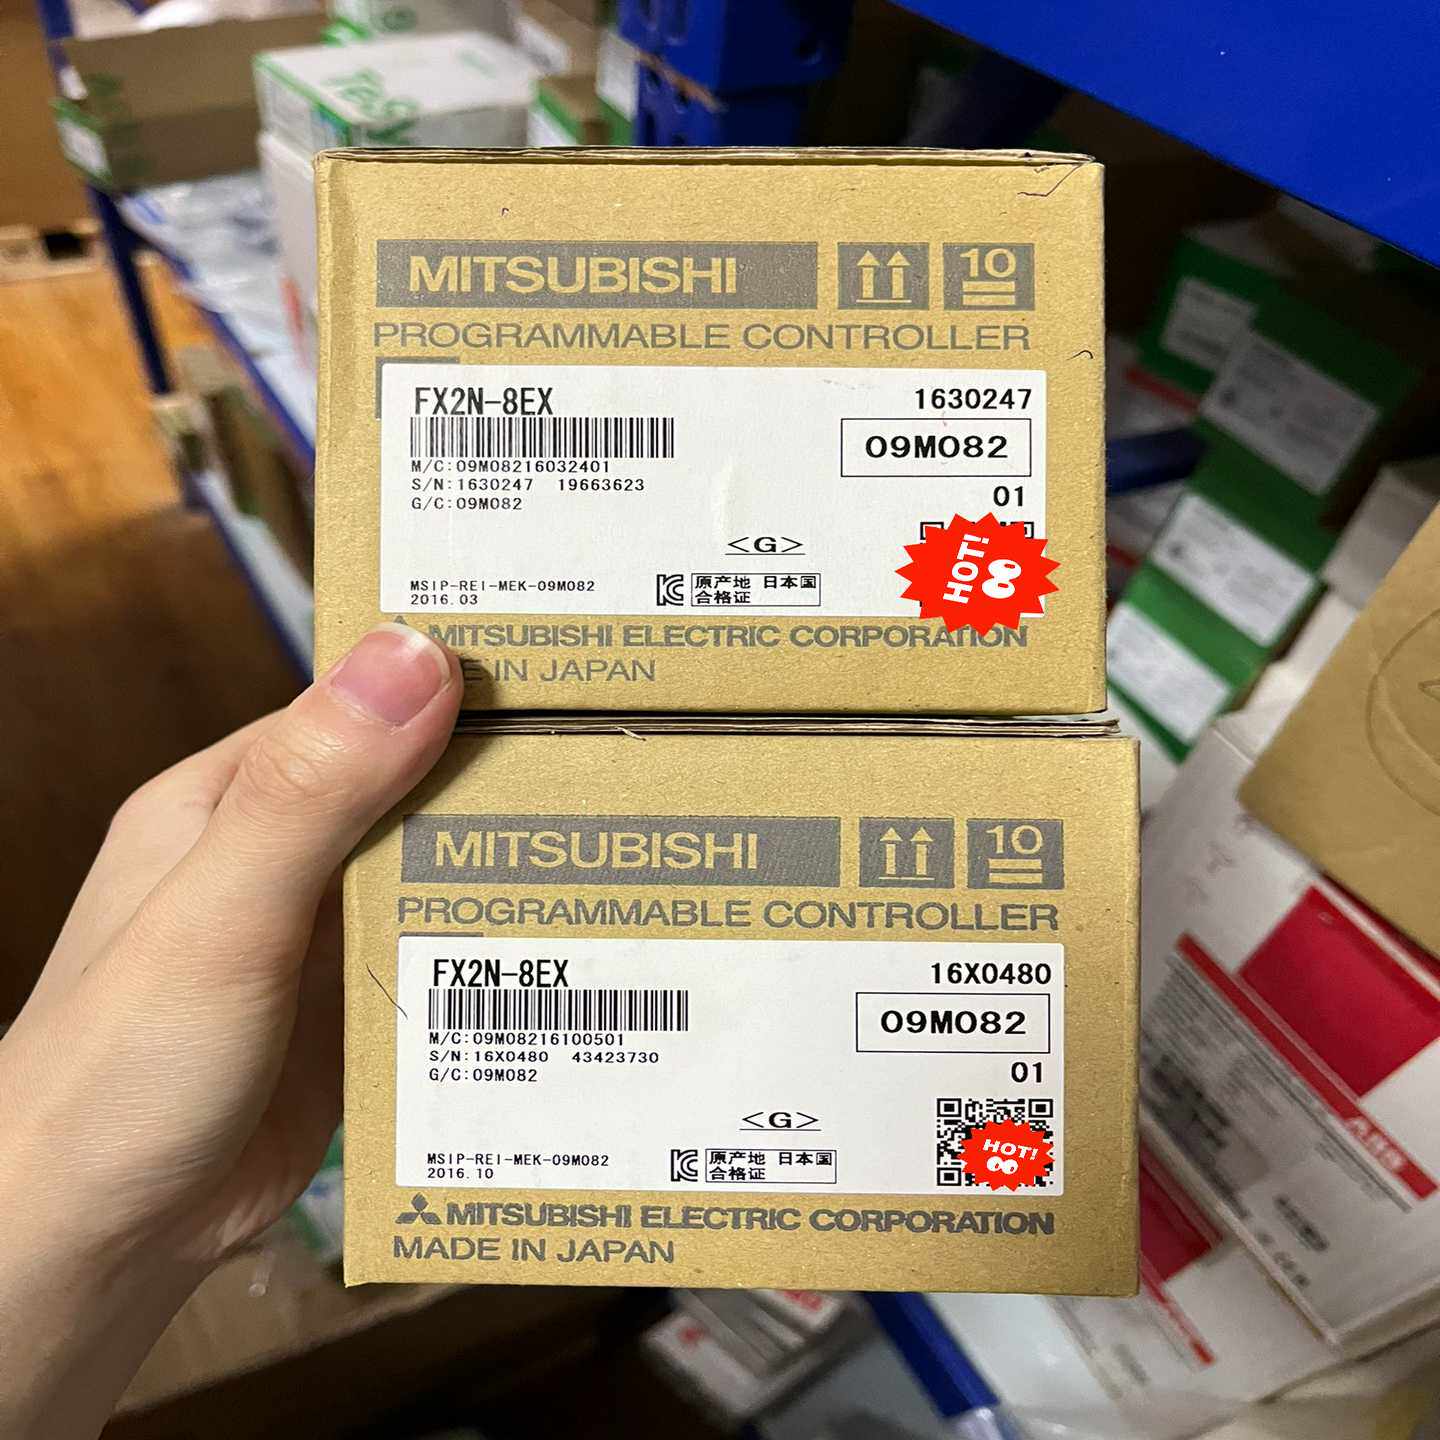 Tesy
MITSUBISHI
10
PROGRAMMABLE CONTROLLER
FX2N-8EX
1630247
M/C:09M08216032401
09M082
S/N:1630247 19663623
G/C:09M082
01
<G>
HOT!
MSIP-REI-MEK-09M082
2016.03
原产地 日本国
合格证
MITSUBISHI ELECTRIC CORPORATION
IN JAPAN
MITSUBISHI
10
PROGRAMMABLE CONTROLLER
FX2N-8EX
16X0480
M/C:09M08216100501
09M082
S/N:16X0480 43423730
G/C:09M082
01
<G>
HOT!
MSIP-REI-MEK-09M082
2016.10
原产地 日本国
合格证
MITSUBISHI ELECTRIC CORPORATION
MADE IN JAPAN